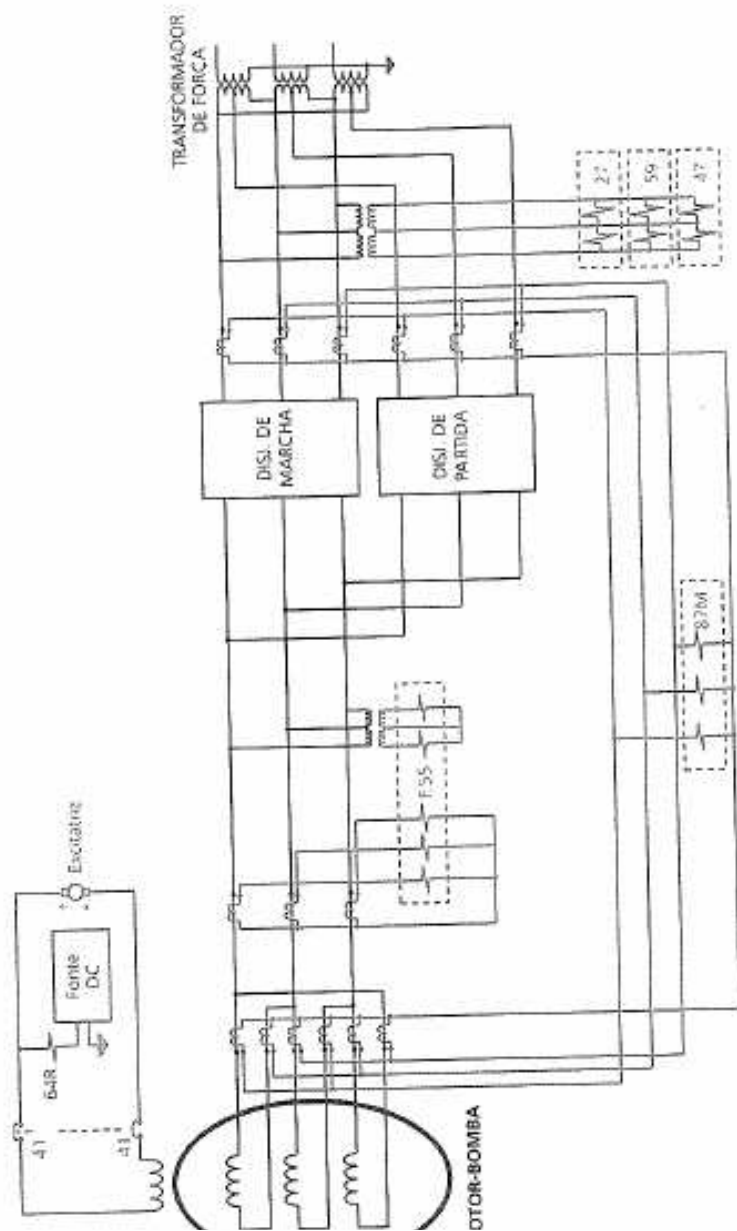 TRANSFORMADOR
DE FORÇA
27
59
47
DISJ. DE
MARCHA
DISJ. DE
PARTIDA
87M
F.55
Excitatriz
+
Fonte
DC
64R
41
41
OTOR-BOMBA